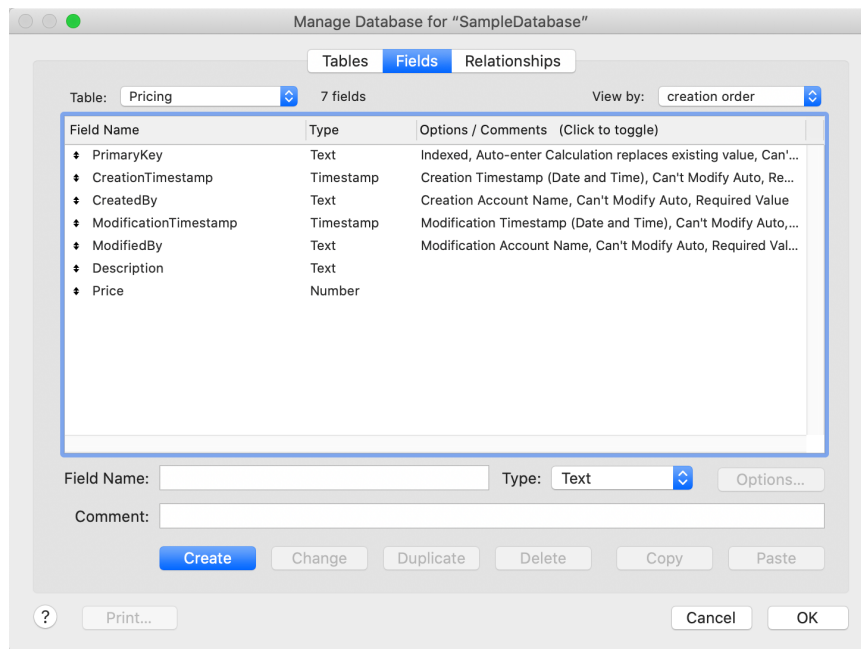 Manage Database for “SampleDatabase”
Tables Fields Relationships
Table: Pricing 7 fields View by: creation order
Field Name Type Options / Comments (Click to toggle)
PrimaryKey Text Indexed, Auto-enter Calculation replaces existing value, Can'...
CreationTimestamp Timestamp Creation Timestamp (Date and Time), Can't Modify Auto, Re...
CreatedBy Text Creation Account Name, Can't Modify Auto, Required Value
ModificationTimestamp Timestamp Modification Timestamp (Date and Time), Can't Modify Auto,...
ModifiedBy Text Modification Account Name, Can't Modify Auto, Required Val...
Description Text
Price Number
Field Name: Type: Text Options...
Comment:
Create Change Duplicate Delete Copy Paste
? Print... Cancel OK